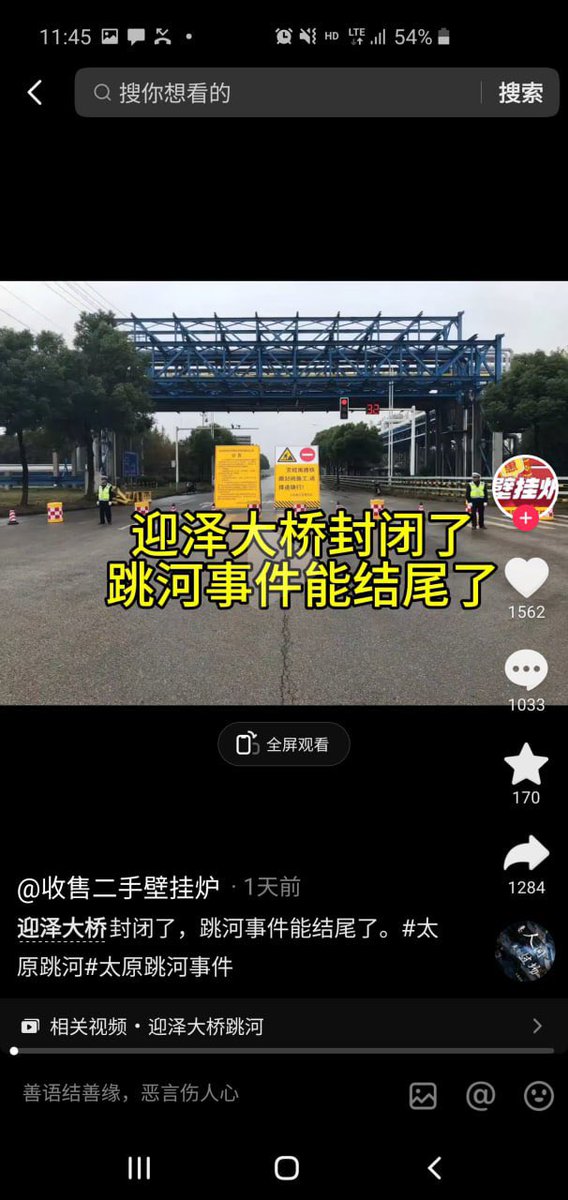 11:45
HD
LTE
54%
搜你想看的
搜索
32
迎泽大桥封闭了
跳河事件能结尾了
壁挂炉
1562
1033
全屏观看
170
1284
@收售二手壁挂炉 · 1天前
迎泽大桥封闭了，跳河事件能结尾了。#太
原跳河#太原跳河事件
相关视频 • 迎泽大桥跳河
善语结善缘，恶言伤人心